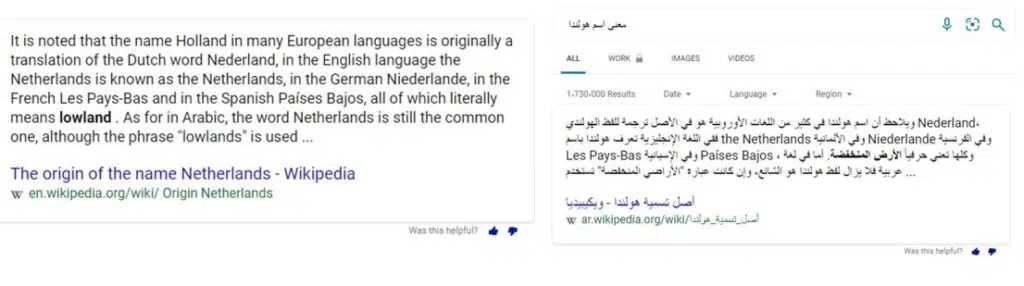 It is noted that the name Holland in many European languages is originally a
translation of the Dutch word Nederland, in the English language the
Netherlands is known as the Netherlands, in the German Niederlande, in the
French Les Pays-Bas and in the Spanish Países Bajos, all of which literally
means lowland . As for in Arabic, the word Netherlands is still the common
one, although the phrase "lowlands" is used ...
The origin of the name Netherlands - Wikipedia
W en.wikipedia.org/wiki/ Origin Netherlands
Was this helpful?
معنى اسم هولندا
ALL WORK IMAGES VIDEOS
1,730,000 Results Date Language Region
ويلاحظ أن اسم هولندا في كثير من اللغات الأوروبية هو في الأصل ترجمة للفظ الهولندي Nederland،
ففي اللغة الإنجليزية تعرف هولندا باسم the Netherlands وفي الألمانية Niederlande وفي الفرنسية
Les Pays-Bas وفي الإسبانية Países Bajos ، وكلها تعني حرفياً الأرض المنخفضة. أما في لغة
عربية فلا يزال لفظ هولندا هو الشائع، وإن كانت عباره "الأراضي المنخفضة" تستخدم ...
أصل تسمية هولندا - ويكيبيديا
W ar.wikipedia.org/wiki/أصل_تسمية_هولندا
Was this helpful?